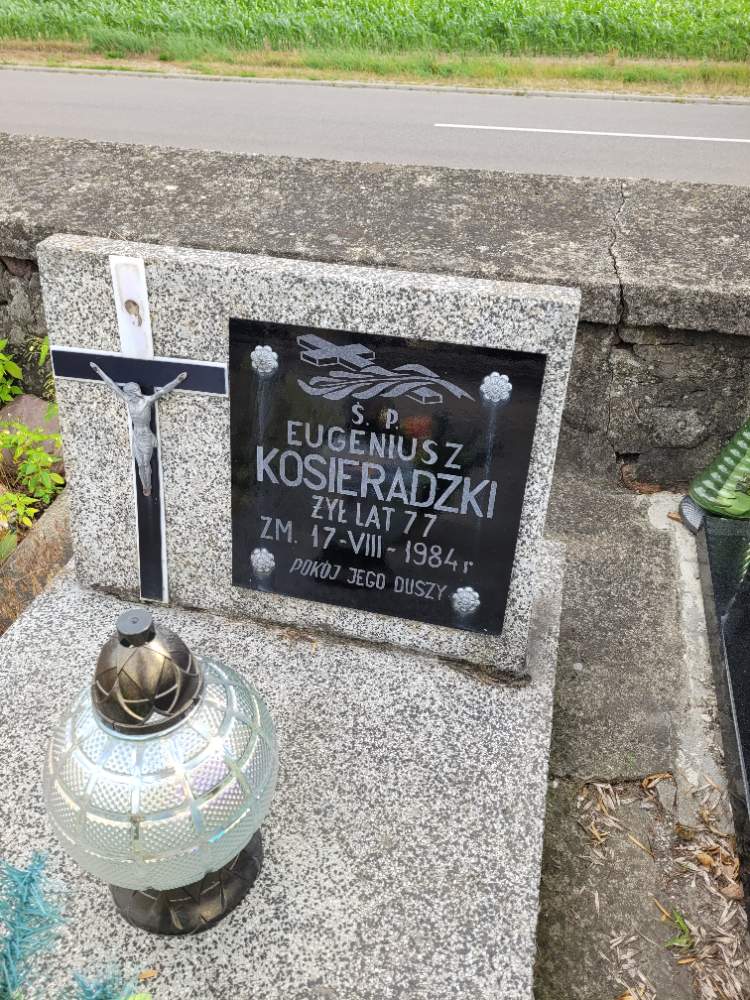 Ś. P.
EUGENIUSZ
KOSIERADZKI
ŻYŁ LAT 77
ZM. 17-VIII-1984 r
POKÓJ JEGO DUSZY